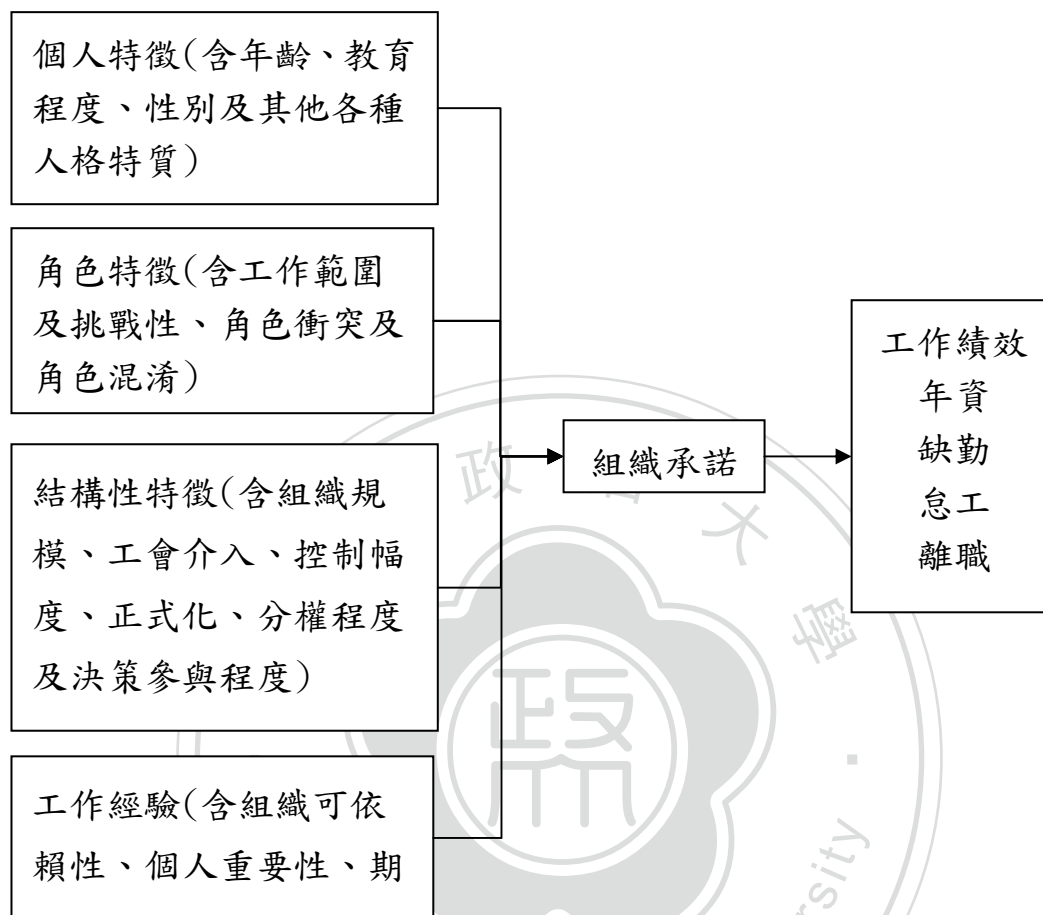 個人特徵(含年齡、教育
程度、性別及其他各種
人格特質)
角色特徵(含工作範圍
及挑戰性、角色衝突及
角色混淆)
結構性特徵(含組織規
模、工會介入、控制幅
度、正式化、分權程度
及決策參與程度)
工作經驗(含組織可依
賴性、個人重要性、期
組織承諾
工作績效
年資
缺勤
怠工
離職
政
大
學
政
rsity